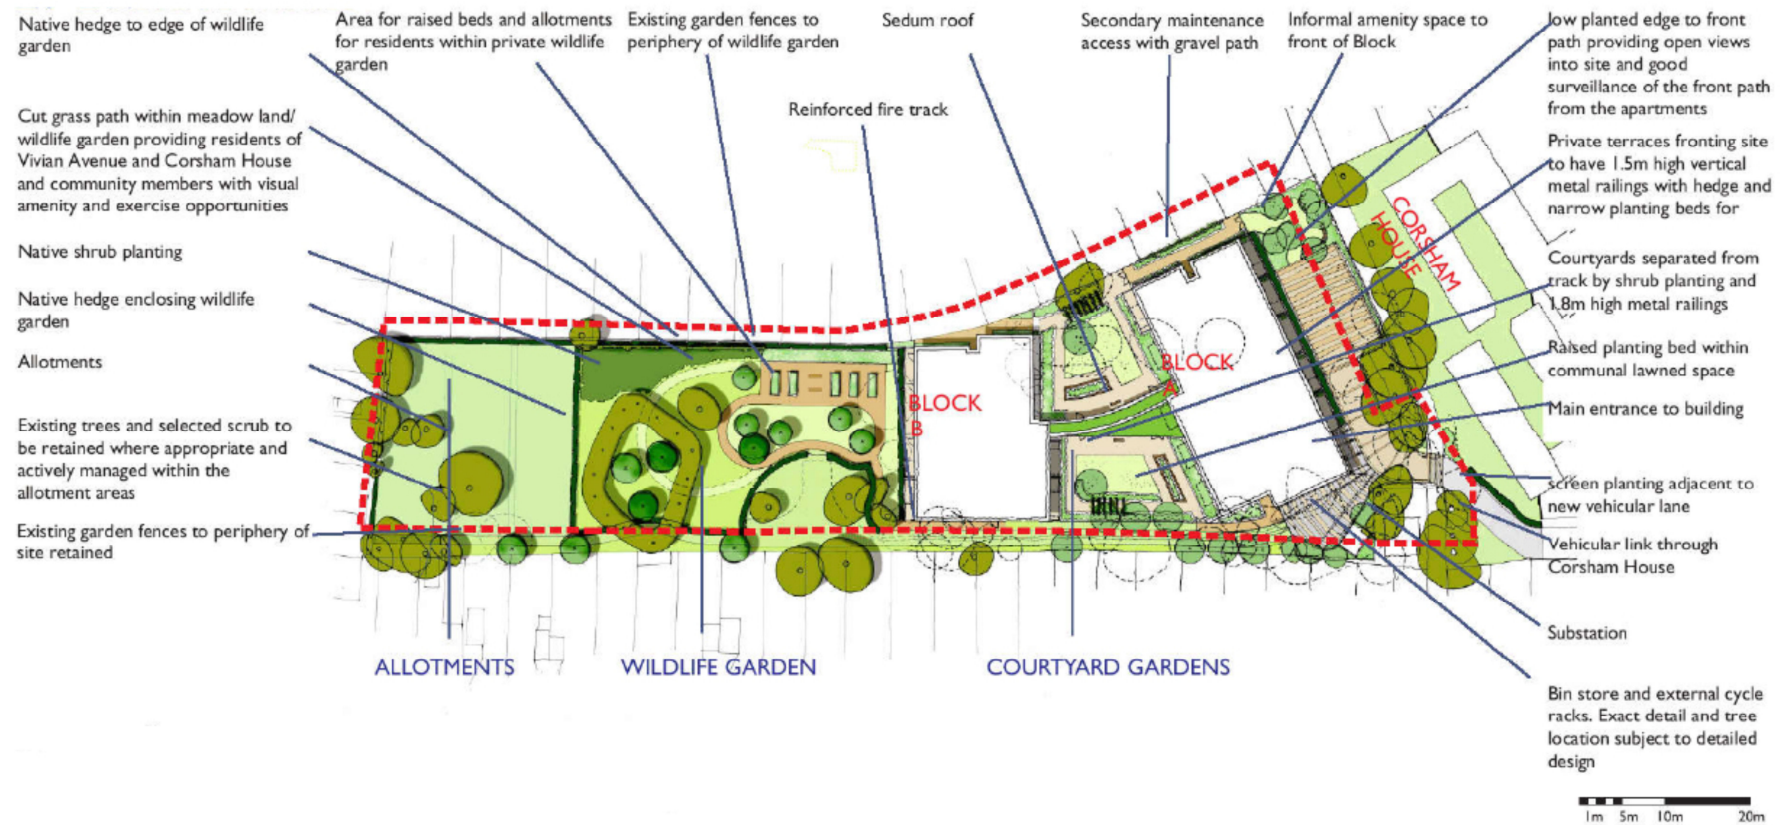 Native hedge to edge of wildlife
garden
Area for raised beds and allotments
for residents within private wildlife
garden
Existing garden fences to
periphery of wildlife garden
Sedum roof
Secondary maintenance
access with gravel path
Informal amenity space to
front of Block
low planted edge to front
path providing open views
into site and good
surveillance of the front path
from the apartments
Reinforced fire track
Cut grass path within meadow land/
wildlife garden providing residents of
Vivian Avenue and Corsham House
and community members with visual
amenity and exercise opportunities
Private terraces fronting site
to have 1.5m high vertical
metal railings with hedge and
narrow planting beds for
Native shrub planting
Courtyards separated from
track by shrub planting and
1.8m high metal railings
Native hedge enclosing wildlife
garden
Raised planting bed within
communal lawned space
Allotments
Main entrance to building
Existing trees and selected scrub to
be retained where appropriate and
actively managed within the
allotment areas
screen planting adjacent to
new vehicular lane
Existing garden fences to periphery of
site retained
Vehicular link through
Corsham House
Substation
Bin store and external cycle
racks. Exact detail and tree
location subject to detailed
design
CORSHAM
HOUSE
BLOCK
A
BLOCK
B
ALLOTMENTS
WILDLIFE GARDEN
COURTYARD GARDENS
1m 5m 10m 20m